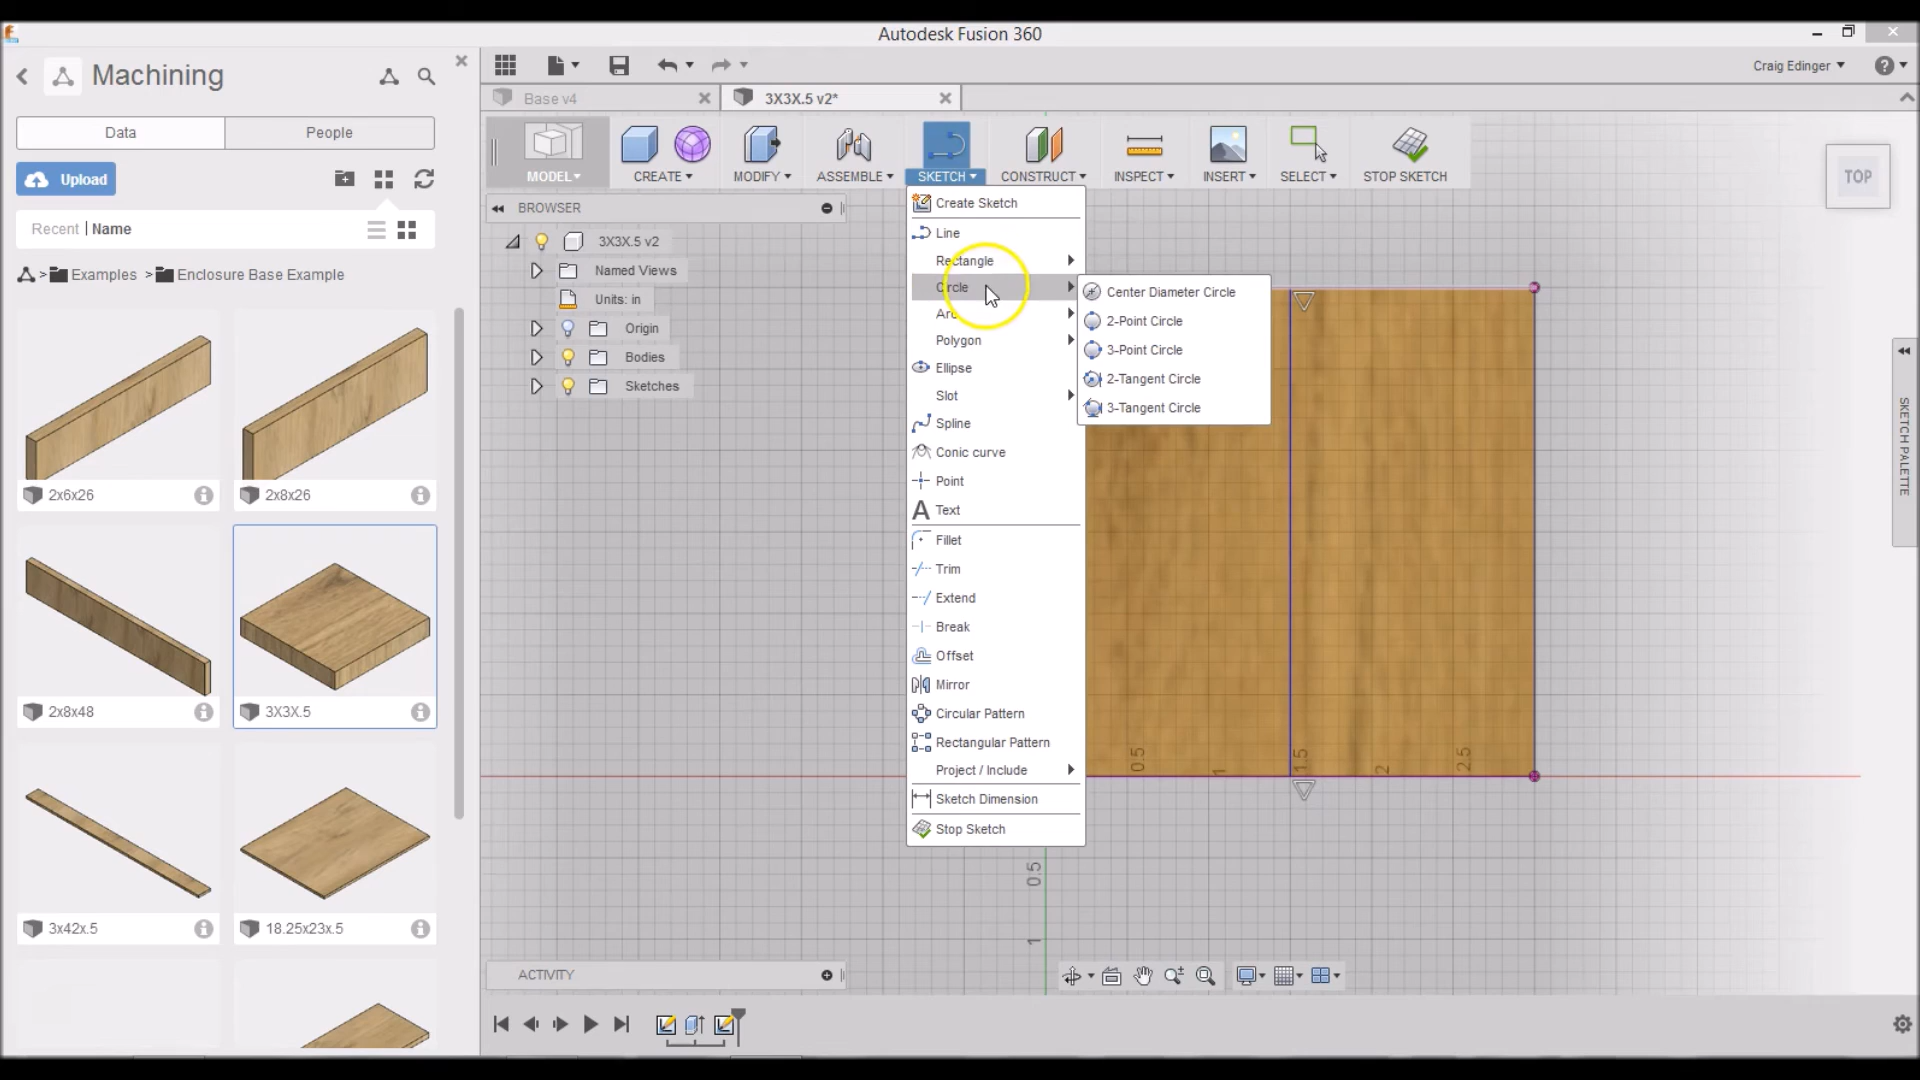 Autodesk Fusion 360
Machining
Craig Edinger
Base v4
3X3X.5 v2*
Data
People
MODEL
CREATE
MODIFY
ASSEMBLE
SKETCH
CONSTRUCT
INSPECT
INSERT
SELECT
STOP SKETCH
TOP
Upload
Recent | Name
> Examples > Enclosure Base Example
2x6x26
2x8x26
2x8x48
3X3X.5
3x42x.5
18.25x23x.5
BROWSER
3X3X.5 v2
Named Views
Units: in
Origin
Bodies
Sketches
Create Sketch
Line
Rectangle
Circle
Arc
Polygon
Ellipse
Slot
Spline
Conic curve
Point
A Text
Fillet
Trim
Extend
Break
Offset
Mirror
Circular Pattern
Rectangular Pattern
Project / Include
Sketch Dimension
Stop Sketch
Center Diameter Circle
2-Point Circle
3-Point Circle
2-Tangent Circle
3-Tangent Circle
SKETCH PALETTE
0.5
1
1.5
2
2.5
0.5
1
ACTIVITY